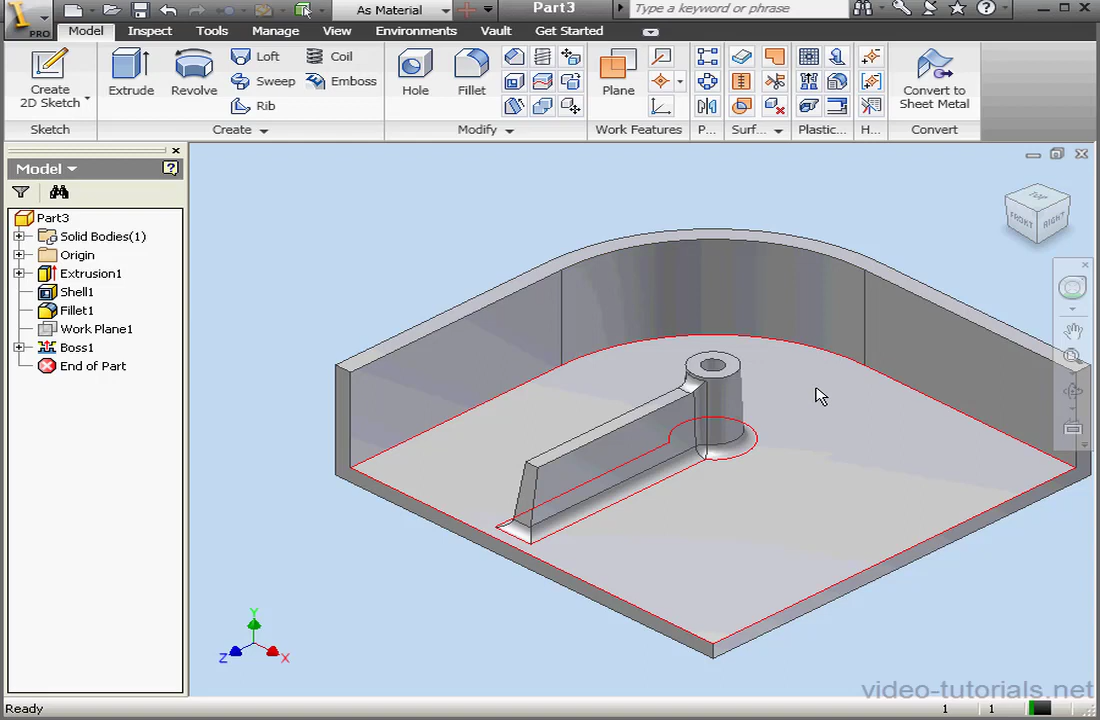 PRO
As Material
Part3
Type a keyword or phrase
Model Inspect Tools Manage View Environments Vault Get Started
Create
2D Sketch
Extrude
Revolve
Loft
Sweep
Rib
Coil
Emboss
Hole
Fillet
Plane
Convert to
Sheet Metal
Sketch Create Modify Work Features P... Surf... Plastic... H... Convert
Model
Part3
Solid Bodies(1)
Origin
Extrusion1
Shell1
Fillet1
Work Plane1
Boss1
End of Part
TOP
FRONT RIGHT
Y
Z X
video-tutorials.net
Ready 1 1